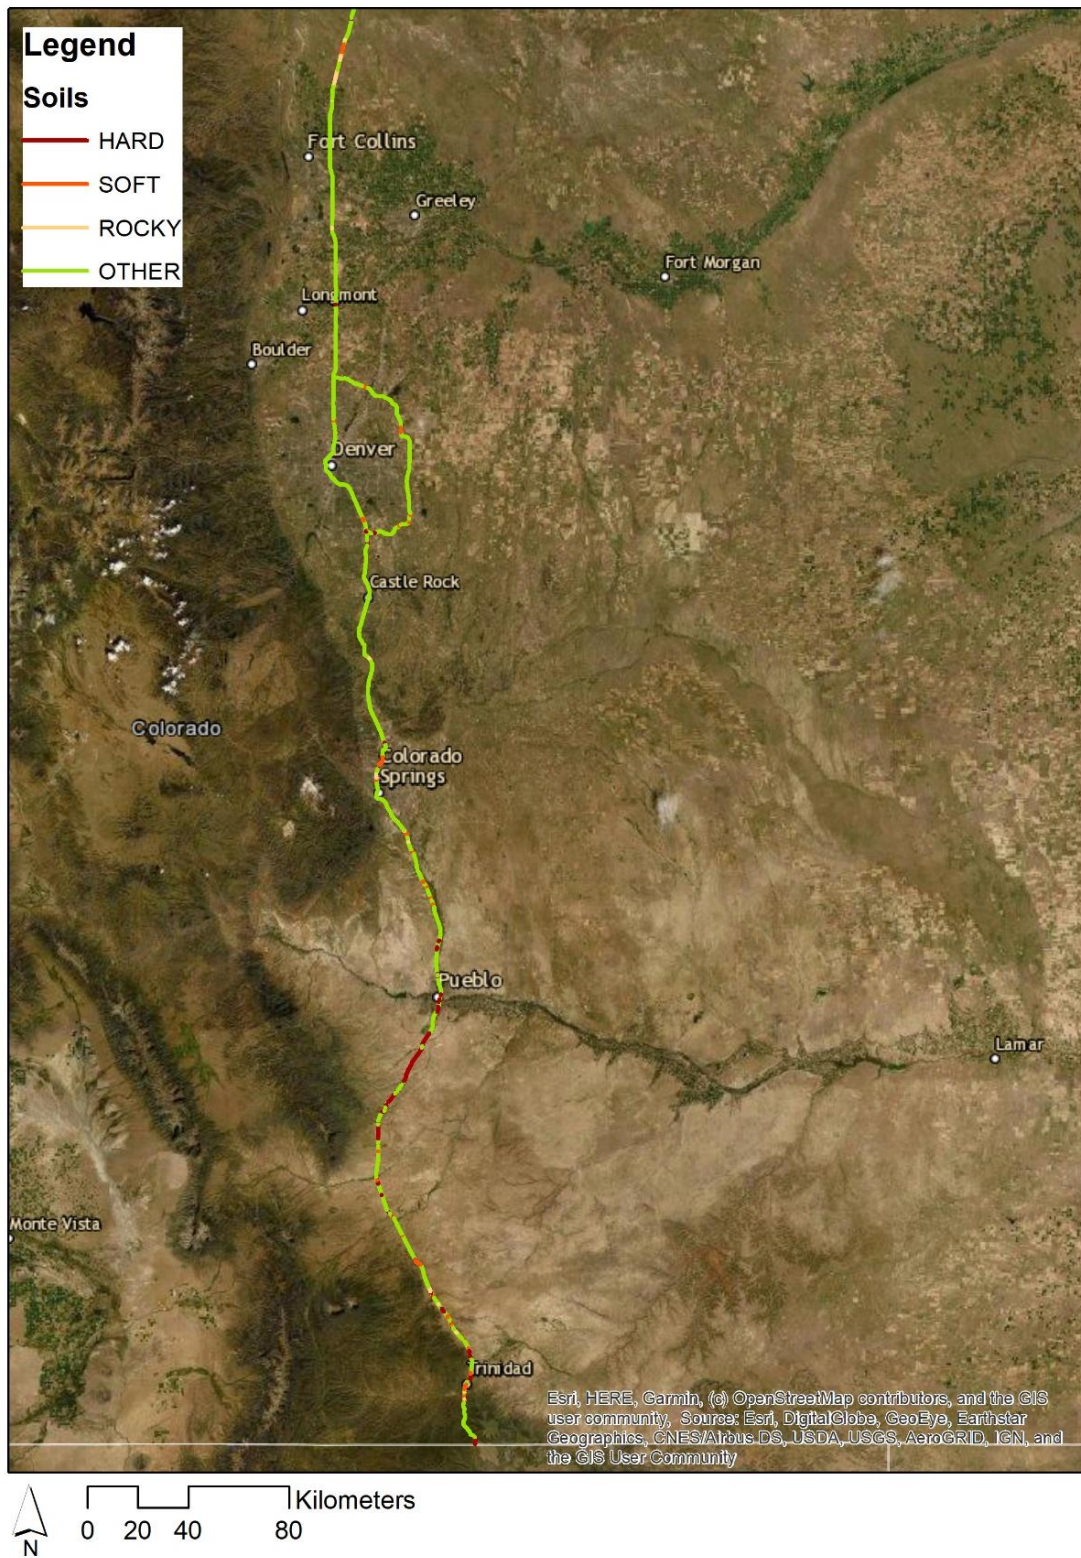 Legend
Soils
HARD
SOFT
ROCKY
OTHER
Fort Collins
Greeley
Fort Morgan
Longmont
Boulder
Denver
Castle Rock
Colorado
Colorado
Springs
Pueblo
Lamar
Monte Vista
Trinidad
Esri, HERE, Garmin, (c) OpenStreetMap contributors, and the GIS
user community, Source: Esri, DigitalGlobe, GeoEye, Earthstar
Geographics, CNES/Airbus DS, USDA, USGS, AeroGRID, IGN, and
the GIS User Community
Kilometers
0 20 40 80
N